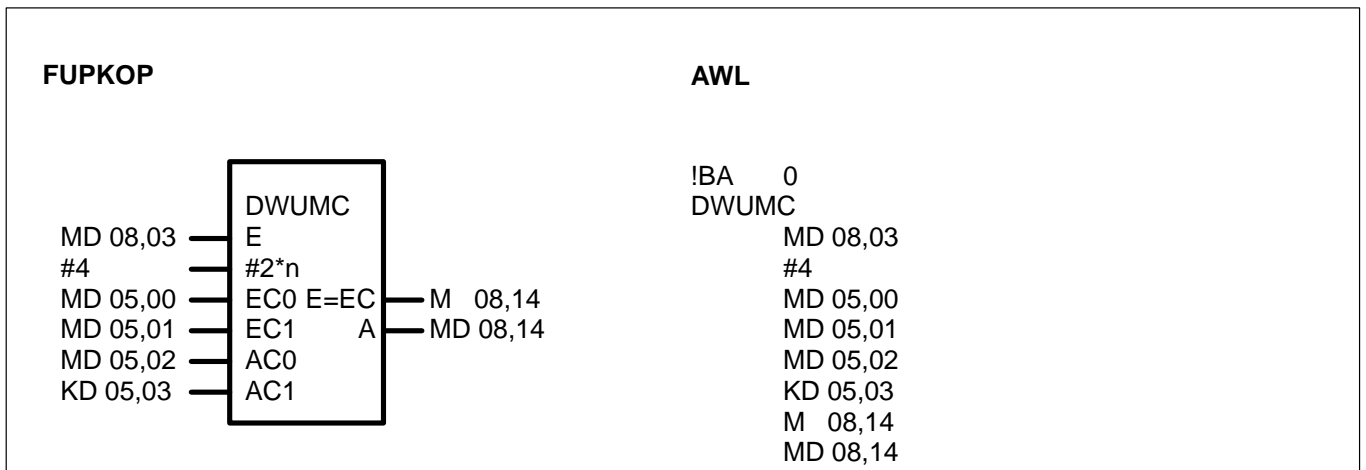 FUPKOP
DWUMC
MD 08,03 E
#4 #2*n
MD 05,00 EC0 E=EC M 08,14
MD 05,01 EC1 A MD 08,14
MD 05,02 AC0
KD 05,03 AC1
AWL
!BA 0
DWUMC
MD 08,03
#4
MD 05,00
MD 05,01
MD 05,02
KD 05,03
M 08,14
MD 08,14